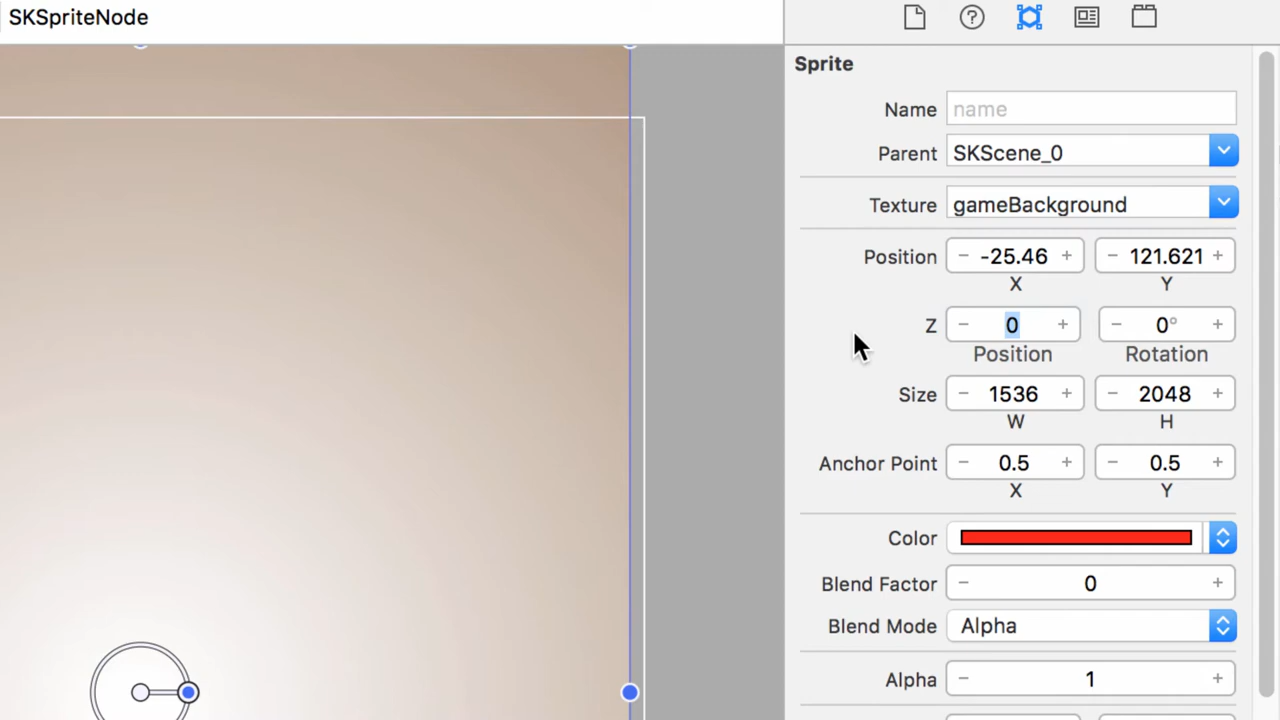 SKSpriteNode
Sprite
Name name
Parent SKScene_0
Texture gameBackground
Position − -25.46 + − 121.621 +
X Y
Z − 0 + − 0° +
Position Rotation
Size − 1536 + − 2048 +
W H
Anchor Point − 0.5 + − 0.5 +
X Y
Color
Blend Factor − 0 +
Blend Mode Alpha
Alpha − 1 +